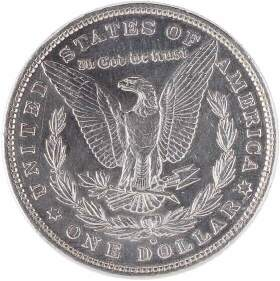 UNITED STATES OF AMERICA
In God we trust
ONE DOLLAR